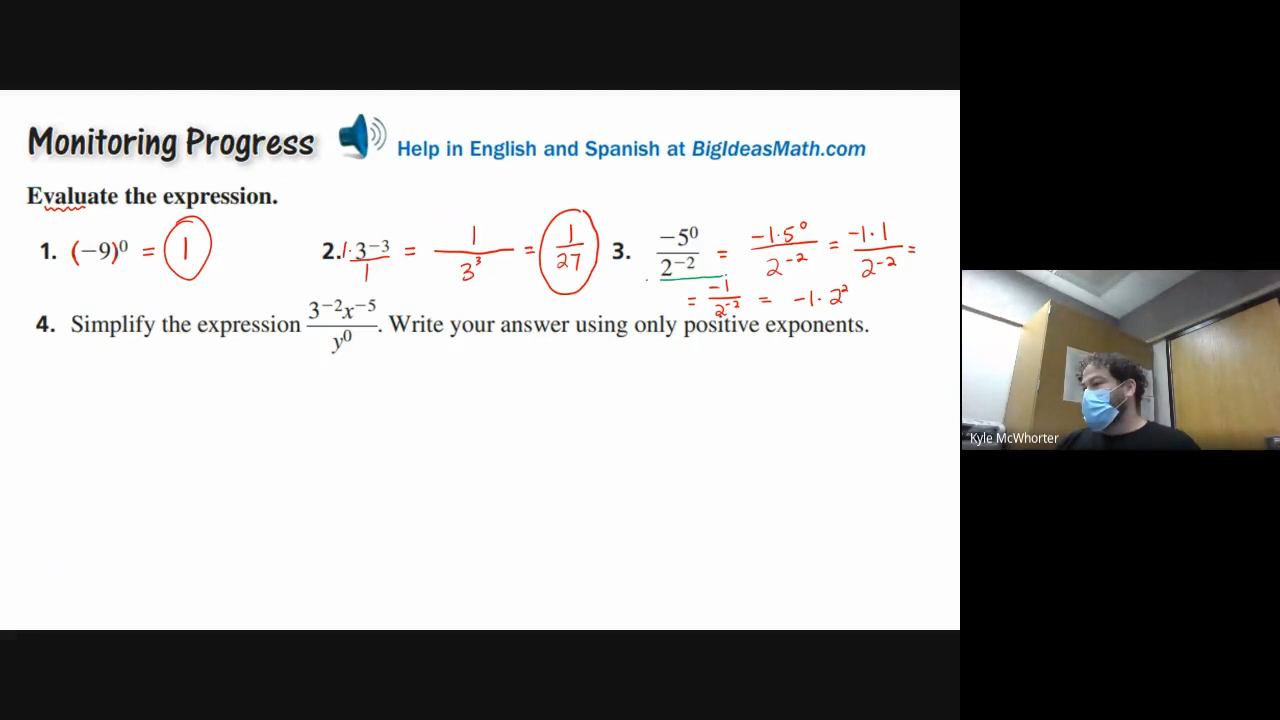 Monitoring Progress Help in English and Spanish at BigIdeasMath.com
Evaluate the expression.
1. (−9)⁰ = 1 2. 1·3⁻³/1 = 1/3³ = 1/27 3. −5⁰/2⁻² = −1·5⁰/2⁻² = −1·1/2⁻² =
= −1/2⁻² = −1·2²
4. Simplify the expression 3⁻²x⁻⁵/y⁰. Write your answer using only positive exponents.
Kyle McWhorter